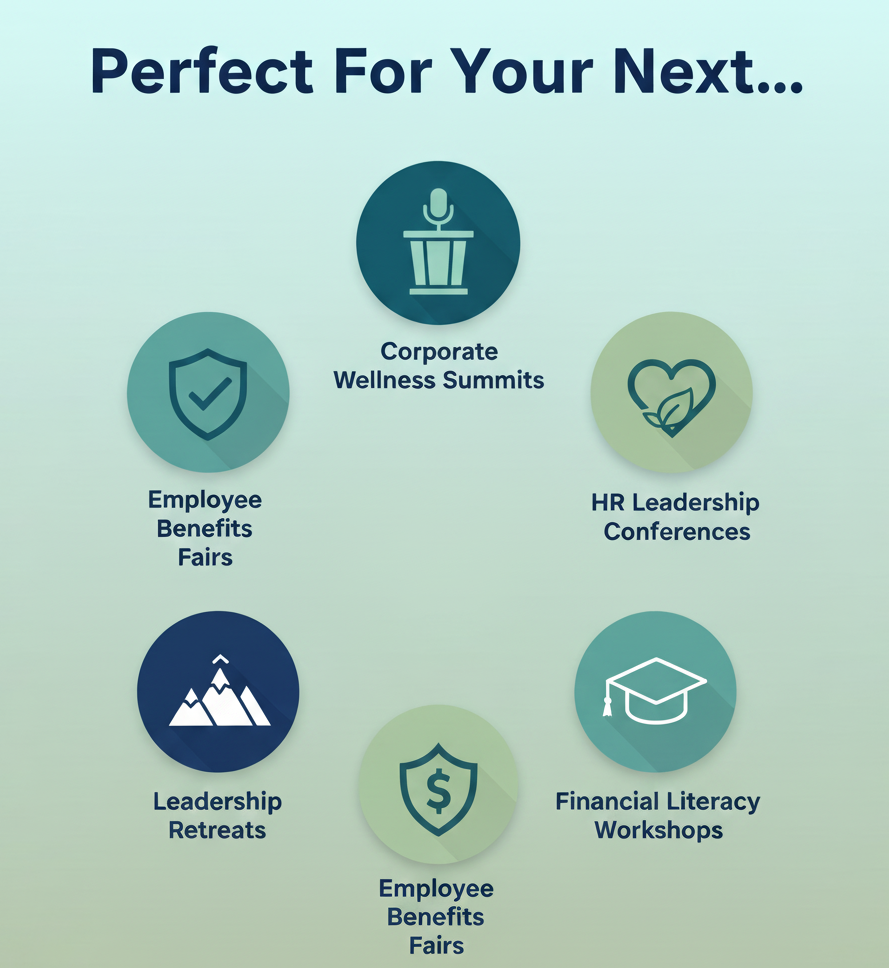 Perfect For Your Next...
Corporate
Wellness Summits
Employee
Benefits
Fairs
HR Leadership
Conferences
Leadership
Retreats
$
Financial Literacy
Workshops
Employee
Benefits
Fairs